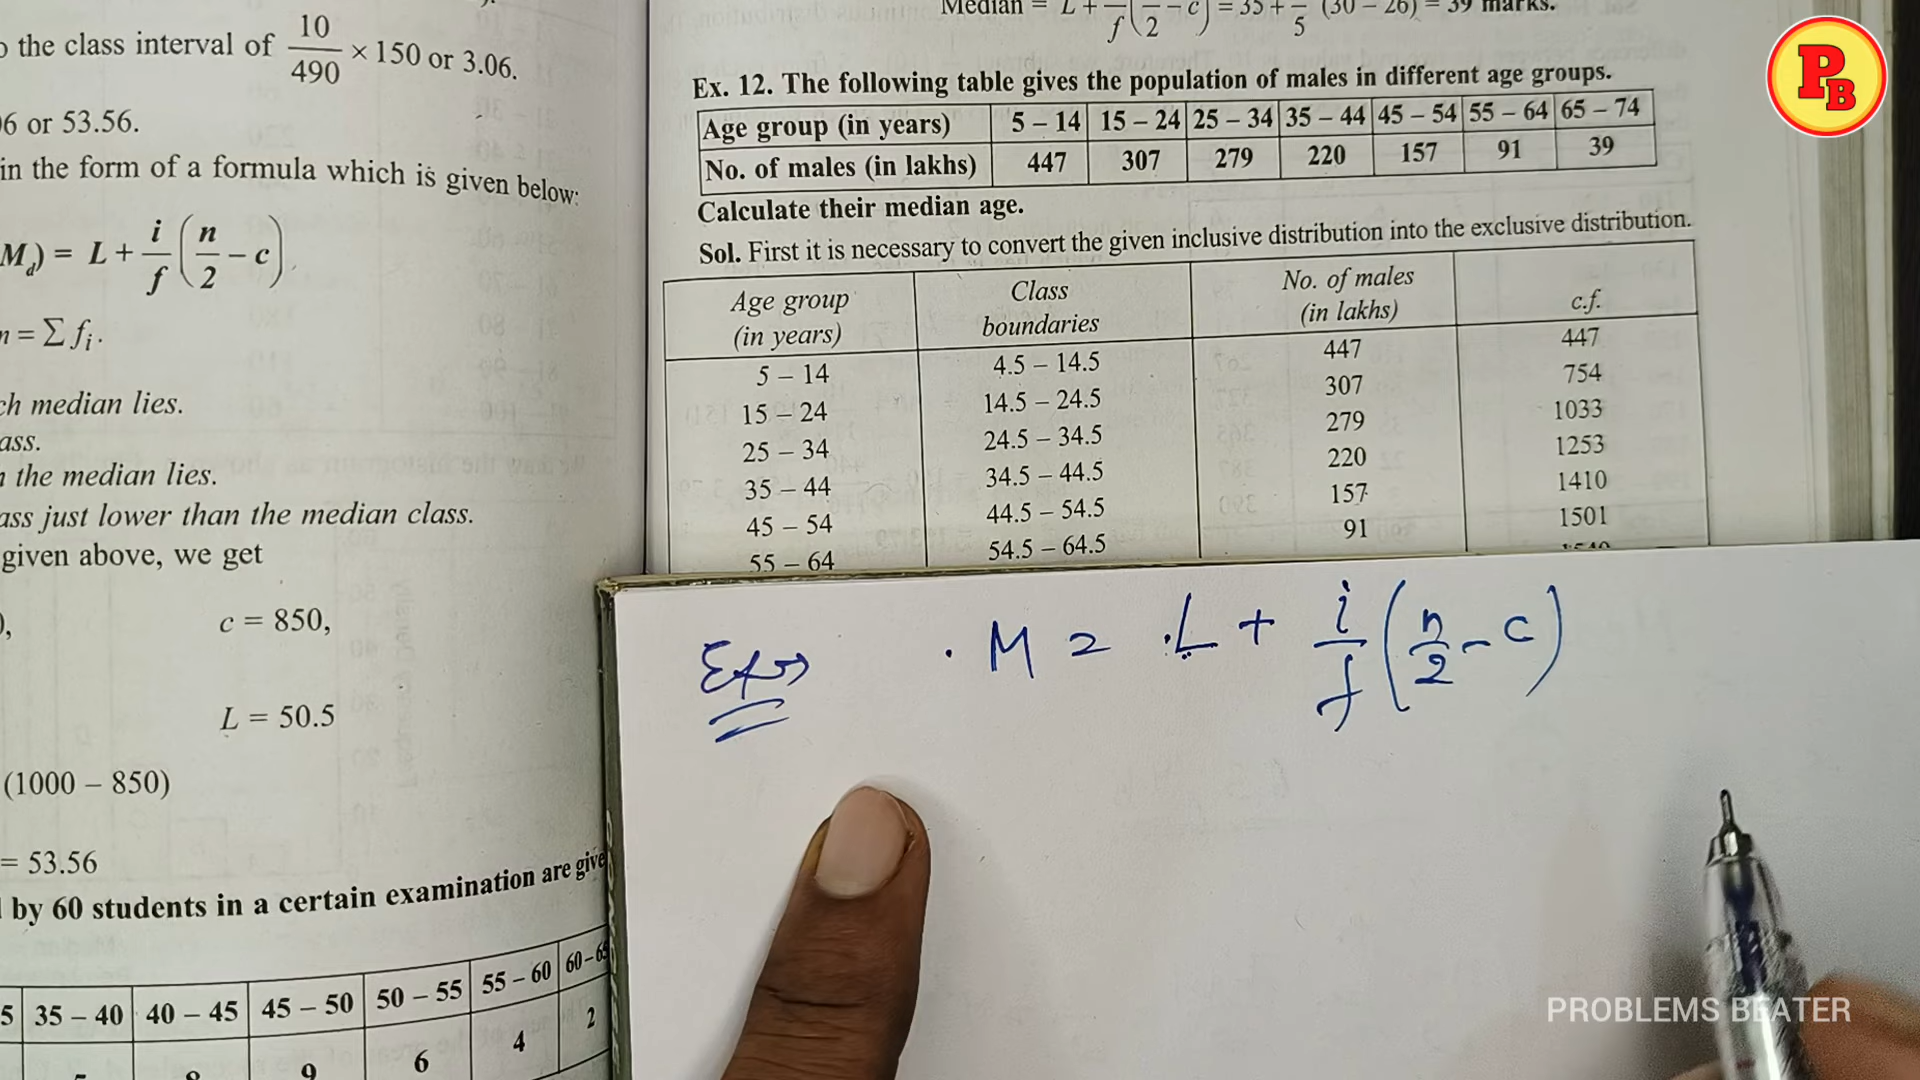 o the class interval of 10/490 × 150 or 3.06.
06 or 53.56.
in the form of a formula which is given below:
M_d) = L + i/f (n/2 − c)
n = Σ f_i.
ch median lies.
ass.
n the median lies.
ass just lower than the median class.
given above, we get
), c = 850,
L = 50.5
(1000 − 850)
= 53.56
by 60 students in a certain examination are give
5 35 − 40 40 − 45 45 − 50 50 − 55 55 − 60 60−65
9 6 4 2
Median = L + /f (/2 − c) = 35 + /5 (30 − 26) = 39 marks.
Ex. 12. The following table gives the population of males in different age groups.
Age group (in years) 5 − 14 15 − 24 25 − 34 35 − 44 45 − 54 55 − 64 65 − 74
No. of males (in lakhs) 447 307 279 220 157 91 39
Calculate their median age.
Sol. First it is necessary to convert the given inclusive distribution into the exclusive distribution.
Age group (in years) Class boundaries No. of males (in lakhs) c.f.
5 − 14 4.5 − 14.5 447 447
15 − 24 14.5 − 24.5 307 754
25 − 34 24.5 − 34.5 279 1033
35 − 44 34.5 − 44.5 220 1253
45 − 54 44.5 − 54.5 157 1410
55 − 64 54.5 − 64.5 91 1501
M = L + i/f (n/2 − c)
PB
PROBLEMS BEATER